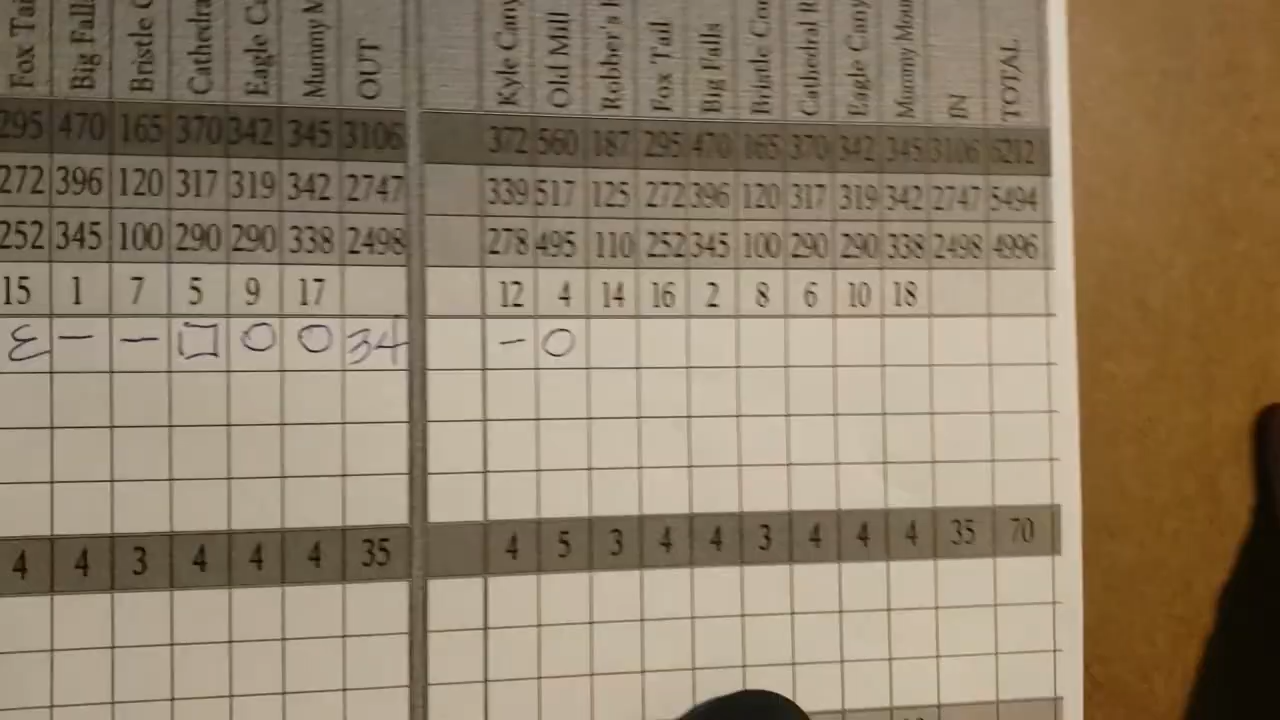 Fox Tai Big Falls Bristle C Cathedra Eagle Ca Mummy M OUT Kyle Cany Old Mill Robber's Fox Tail Big Falls Bristle Con Cathedral R Eagle Cany Mummy Moun IN TOTAL
295 470 165 370 342 345 3106 372 560 187 295 470 165 370 342 345 3106 6212
272 396 120 317 319 342 2747 339 517 125 272 396 120 317 319 342 2747 5494
252 345 100 290 290 338 2498 278 495 110 252 345 100 290 290 338 2498 4996
15 1 7 5 9 17 12 4 14 16 2 8 6 10 18
— — □ O O 34 — O
4 4 3 4 4 4 35 4 5 3 4 4 3 4 4 4 35 70